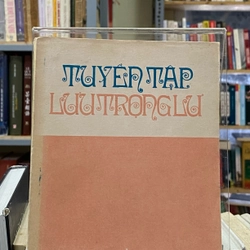 TUYỂN TẬP
LƯU TRỌNG LƯ